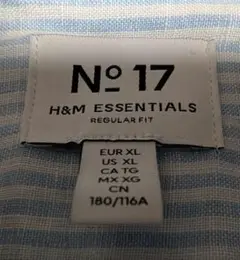 Nº 17
H&M ESSENTIALS
REGULAR FIT
EUR XL
US XL
CA TG
MX XG
CN
180/116A